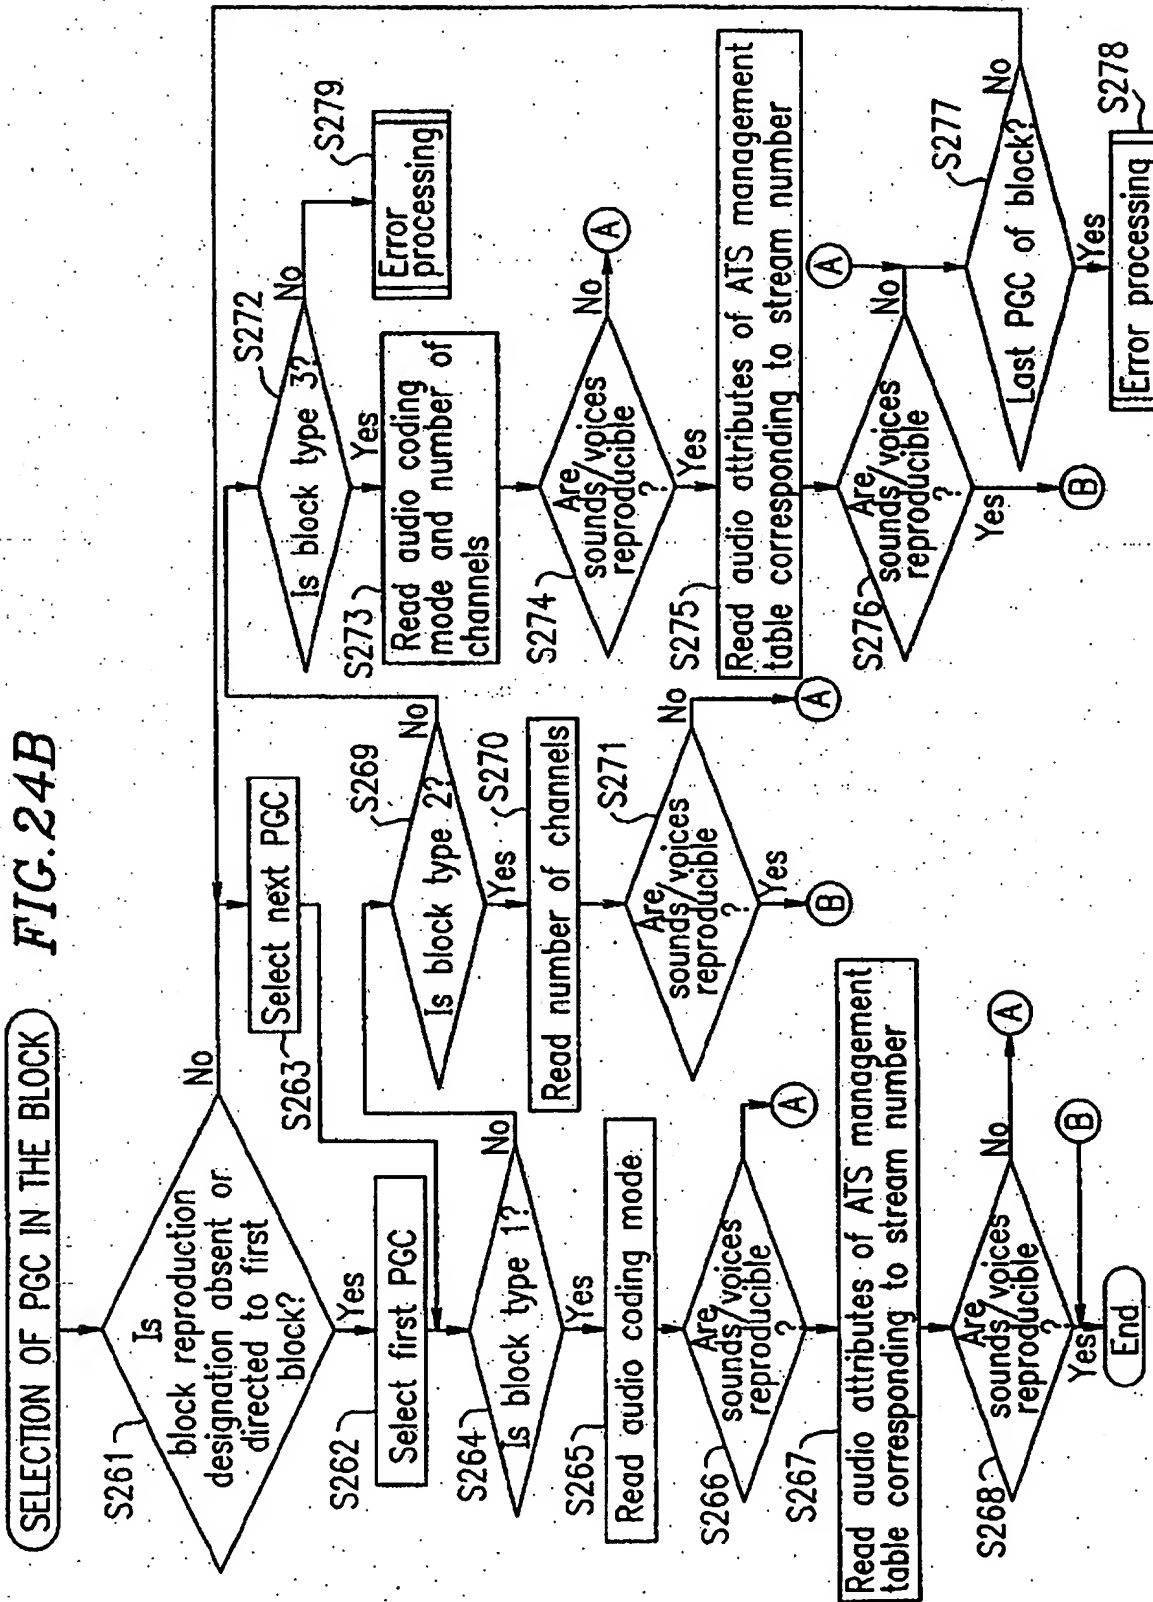 FIG.24B
SELECTION OF PGC IN THE BLOCK
S261
Is
block reproduction
designation absent or
directed to first
block?
No
Yes
S262
Select first PGC
S263
Select next PGC
S264
Is block type 1?
No
Yes
S265
Read audio coding mode
S266
Are
sounds/voices
reproducible
?
A
S267
Read audio attributes of ATS management
table corresponding to stream number
S268
Are
sounds/voices
reproducible
?
No
A
Yes
B
End
S269
Is block type 2?
No
Yes
S270
Read number of channels
S271
Are
sounds/voices
reproducible
?
No
A
Yes
B
S272
Is block type 3?
No
Yes
S279
Error
processing
S273
Read audio coding
mode and number of
channels
S274
Are
sounds/voices
reproducible
?
No
A
Yes
S275
Read audio attributes of ATS management
table corresponding to stream number
S276
Are
sounds/voices
reproducible
?
No
A
Yes
B
S277
Last PGC of block?
No
Yes
S278
Error processing